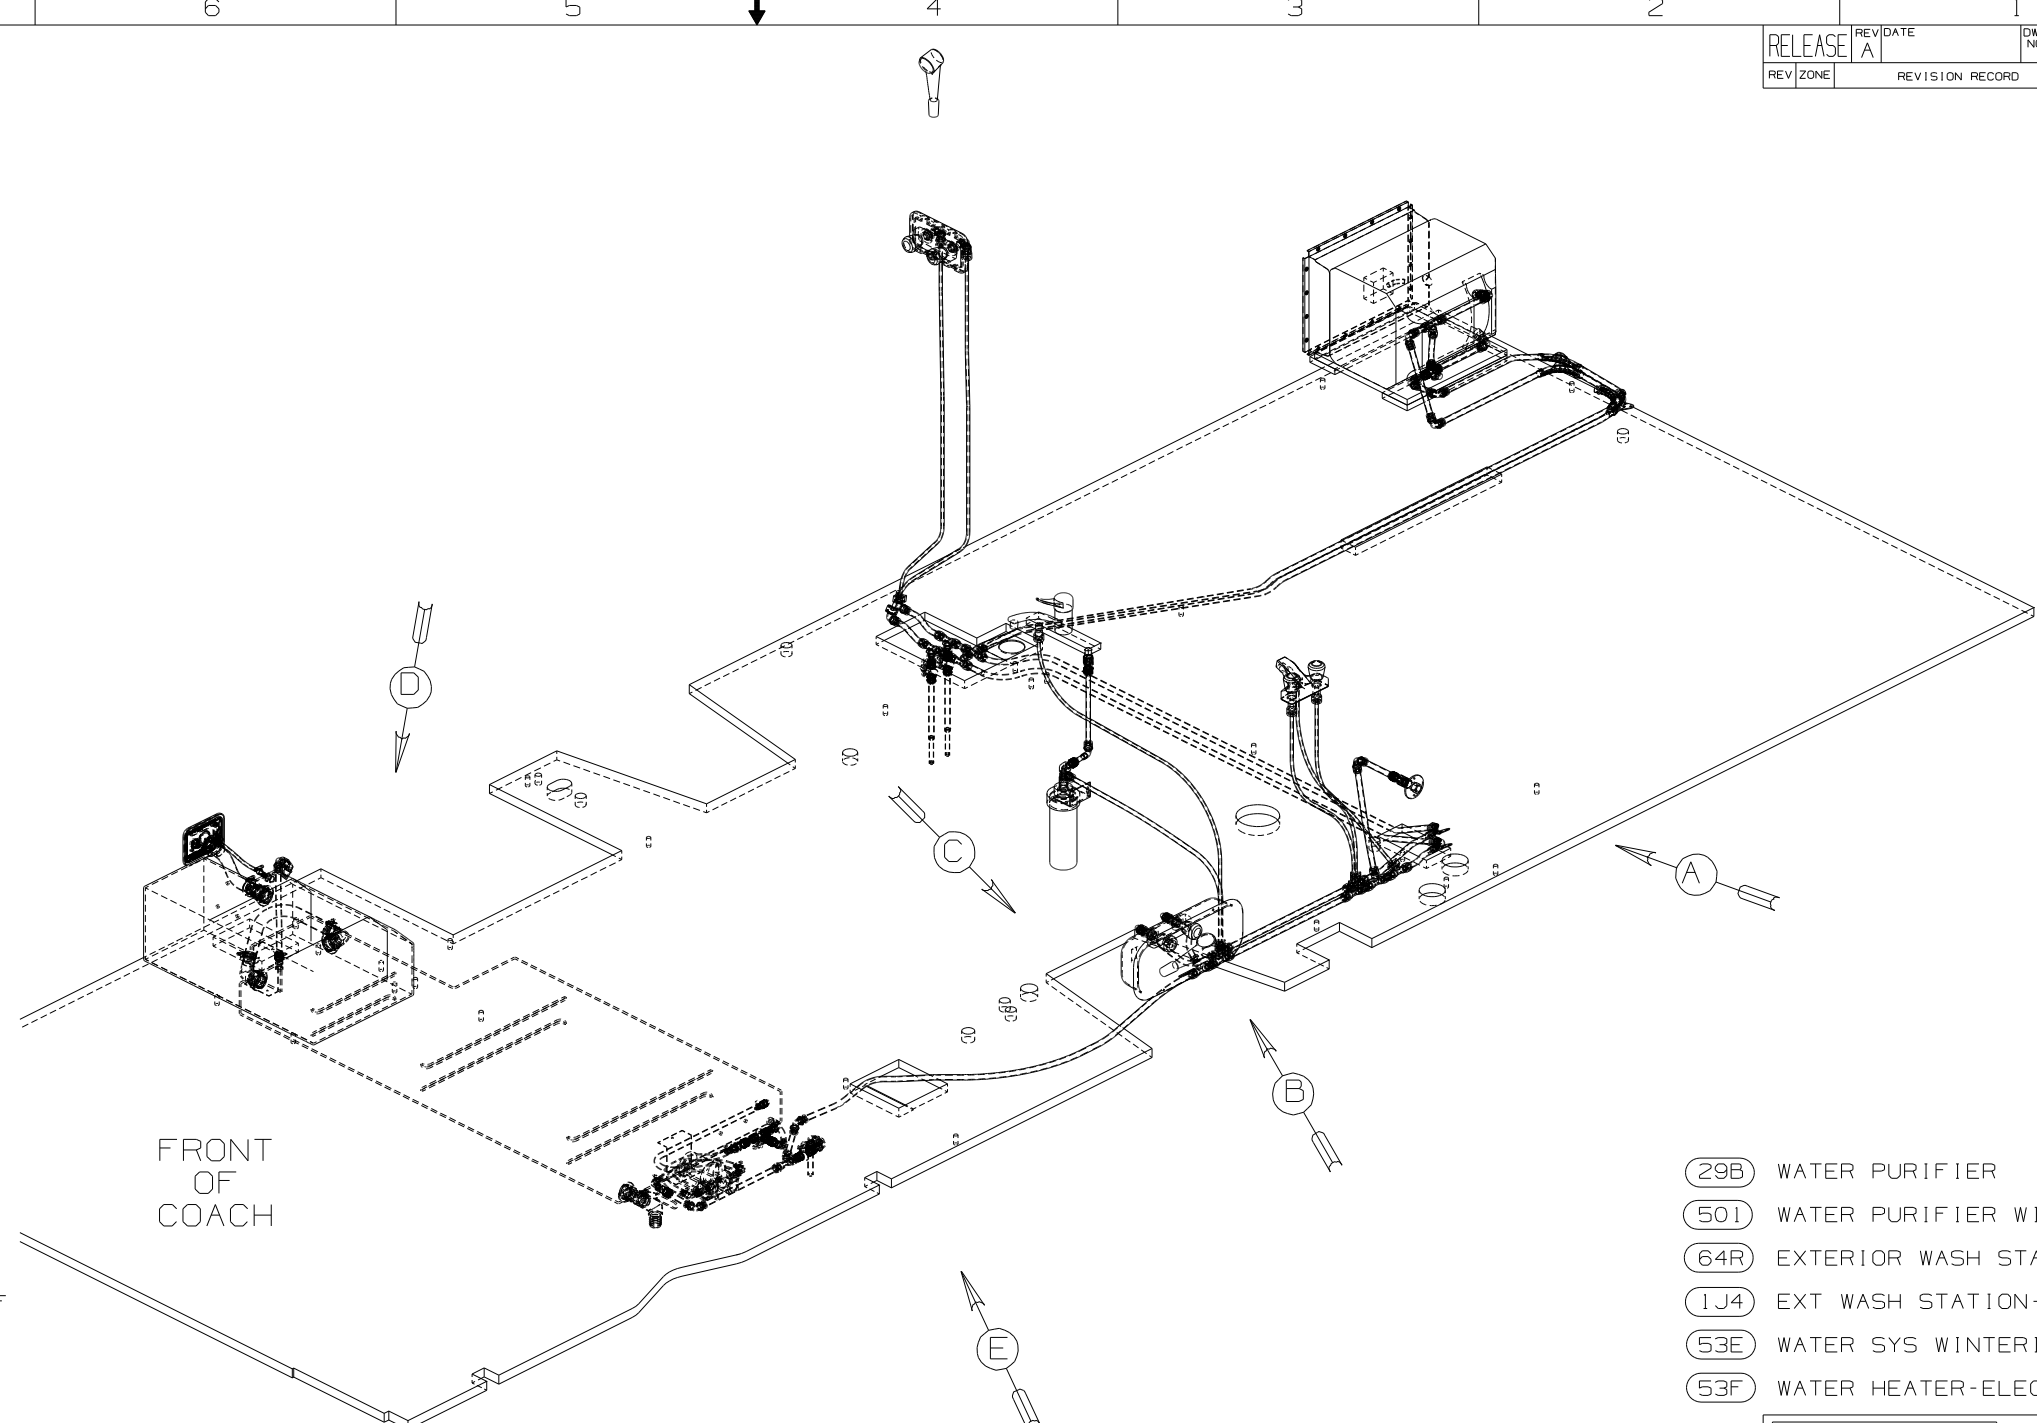 6 5 4 3 2 1
RELEASE REV A DATE
REV ZONE REVISION RECORD
D
C
A
B
E
FRONT
OF
COACH
29B WATER PURIFIER
501 WATER PURIFIER
64R EXTERIOR WASH
1J4 EXT WASH STATION-
53E WATER SYS
53F WATER HEATER-